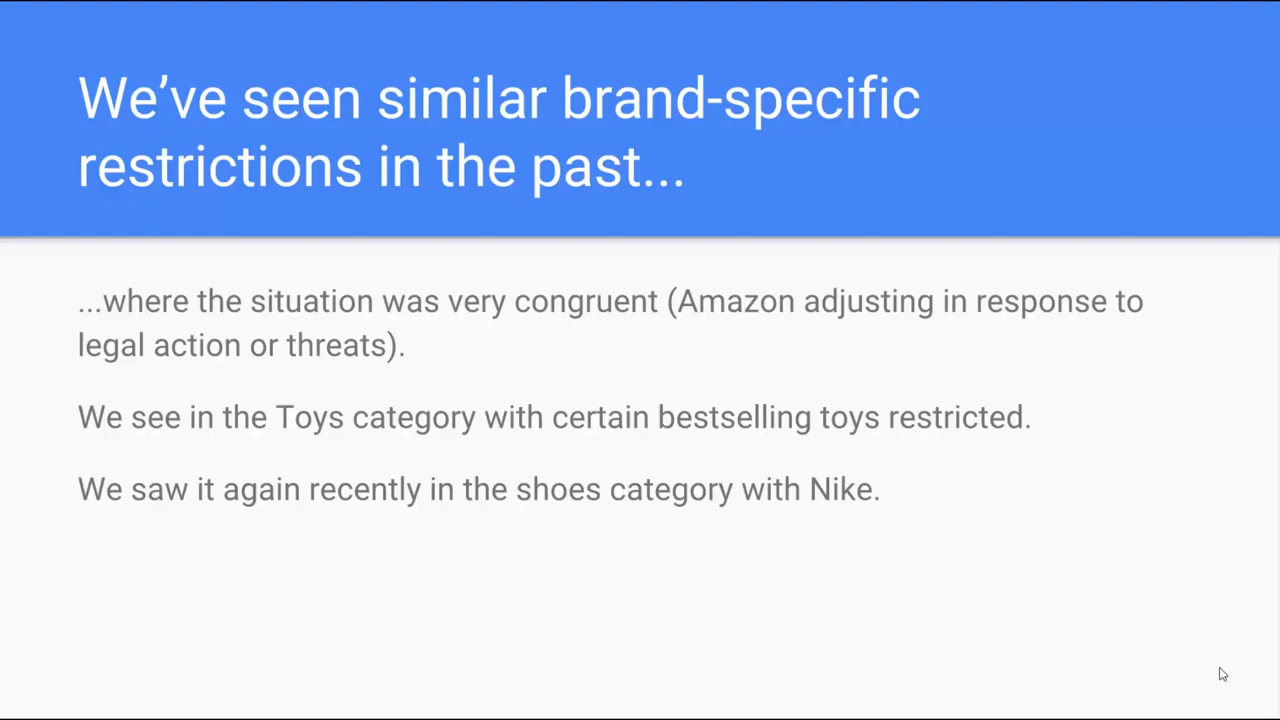 We’ve seen similar brand-specific
restrictions in the past...
...where the situation was very congruent (Amazon adjusting in response to
legal action or threats).
We see in the Toys category with certain bestselling toys restricted.
We saw it again recently in the shoes category with Nike.